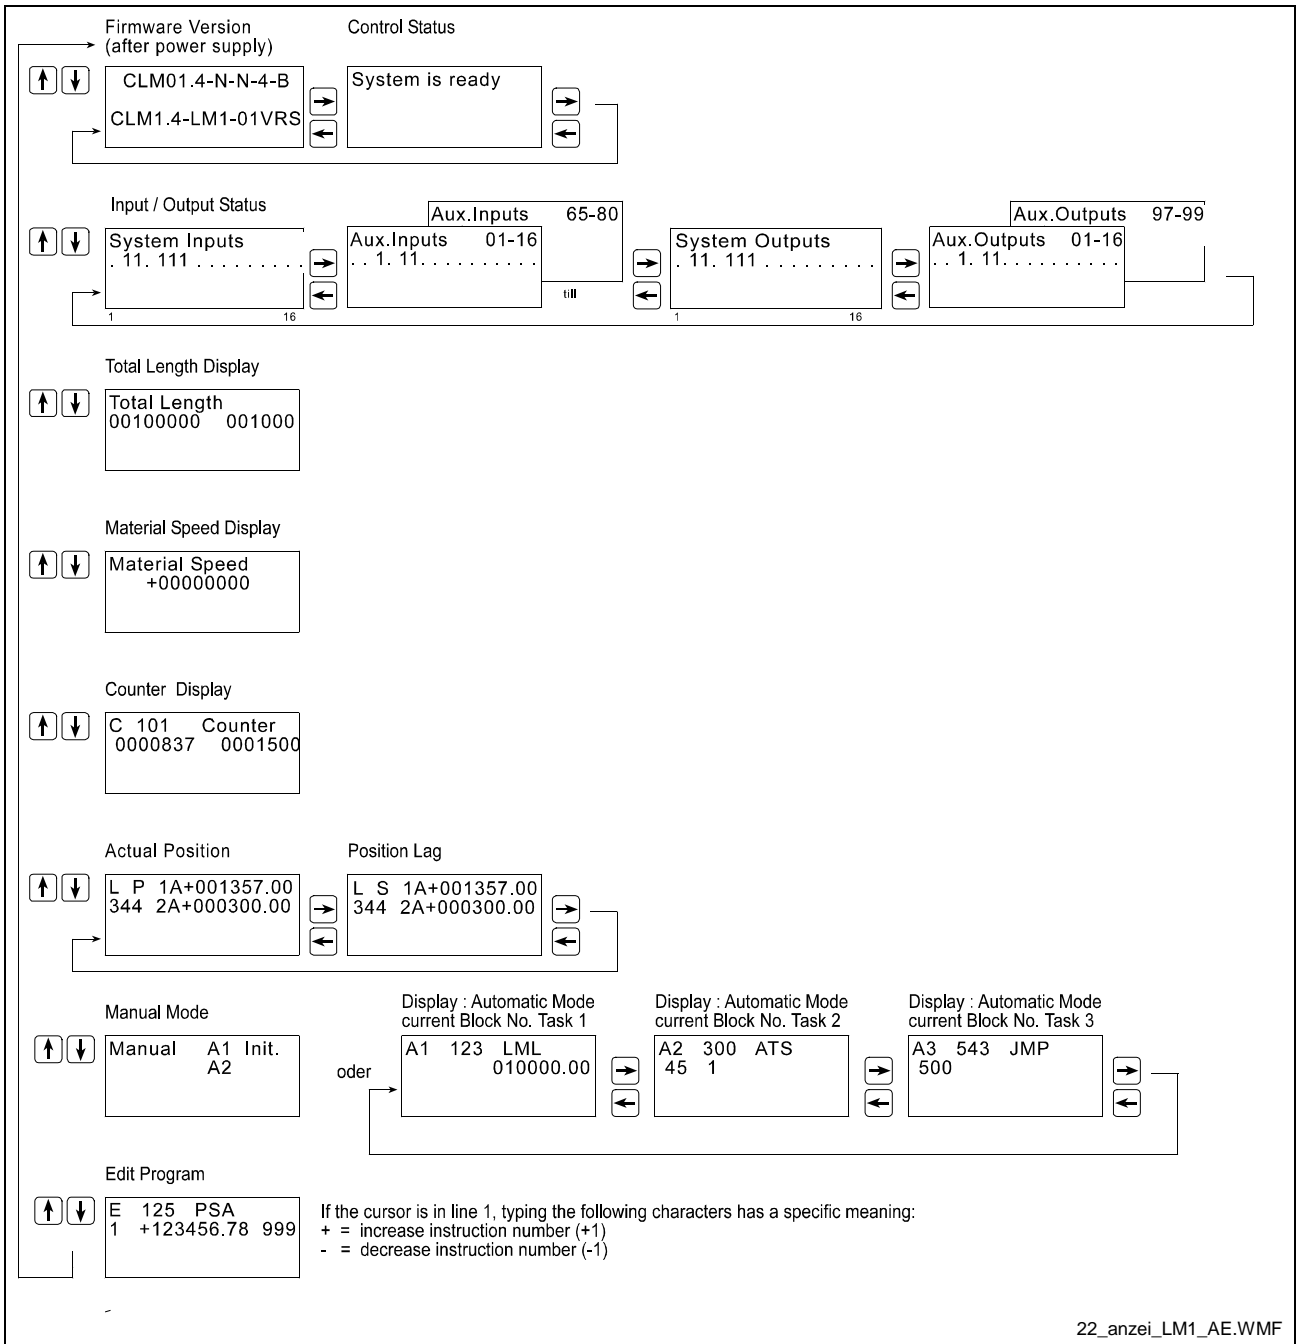 Firmware Version
(after power supply)
Control Status
CLM01.4-N-N-4-B
CLM1.4-LM1-01VRS
System is ready
Input / Output Status
System Inputs
. 11. 111 . . . . . . . . .
1 16
Aux.Inputs 65-80
Aux.Inputs 01-16
. . 1. 11. . . . . . . . . .
till
System Outputs
. 11. 111 . . . . . . . . .
1 16
Aux.Outputs 97-99
Aux.Outputs 01-16
. . 1. 11. . . . . . . . . .
Total Length Display
Total Length
00100000 001000
Material Speed Display
Material Speed
+00000000
Counter Display
C 101 Counter
0000837 0001500
Actual Position
L P 1A+001357.00
344 2A+000300.00
Position Lag
L S 1A+001357.00
344 2A+000300.00
Manual Mode
Manual A1 Init.
A2
oder
Display : Automatic Mode
current Block No. Task 1
A1 123 LML
010000.00
Display : Automatic Mode
current Block No. Task 2
A2 300 ATS
45 1
Display : Automatic Mode
current Block No. Task 3
A3 543 JMP
500
Edit Program
E 125 PSA
1 +123456.78 999
If the cursor is in line 1, typing the following characters has a specific meaning:
+ = increase instruction number (+1)
- = decrease instruction number (-1)
22_anzei_LM1_AE.WMF